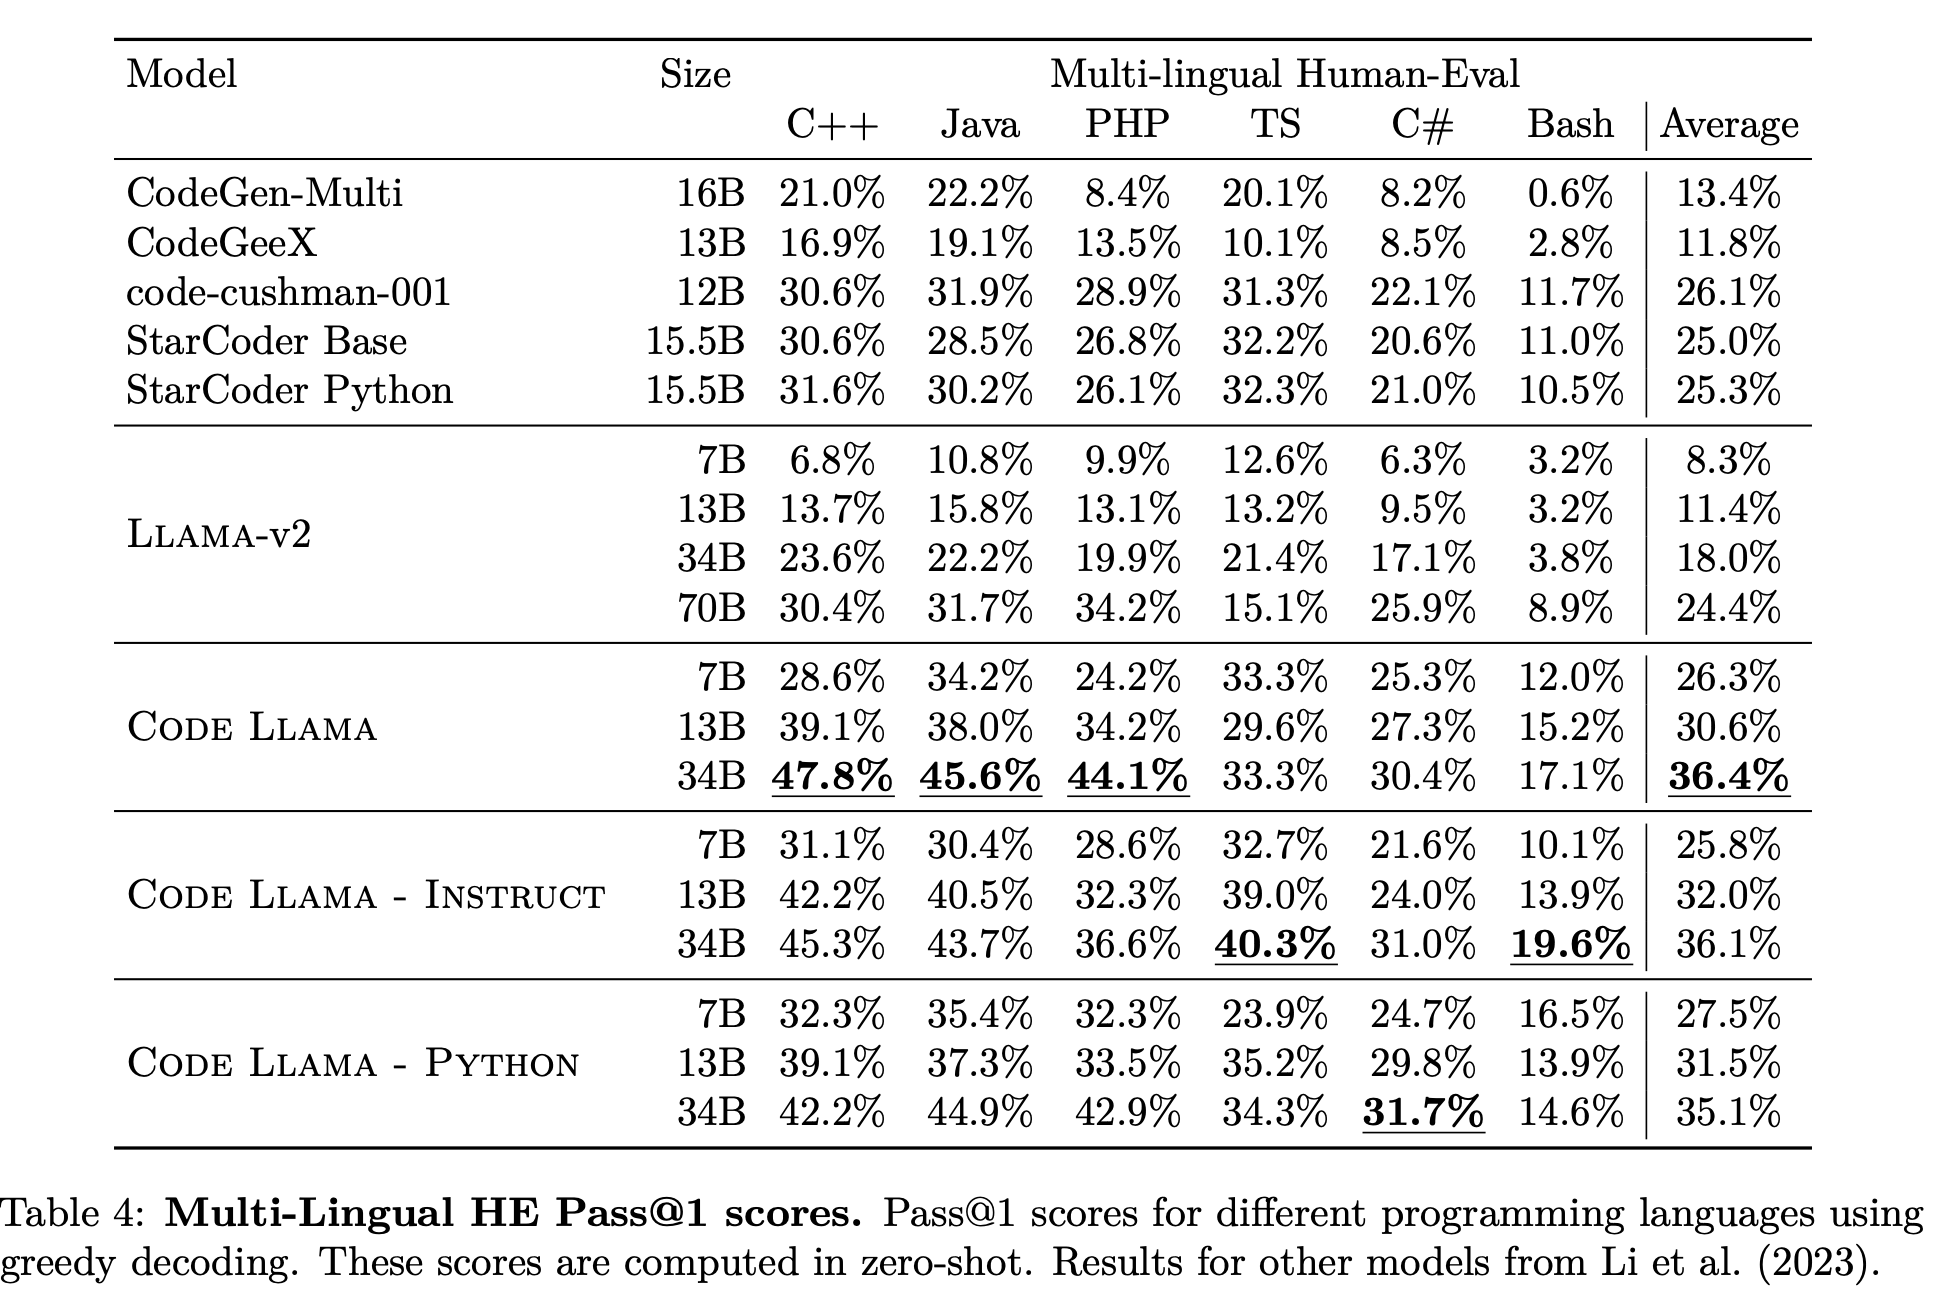 Model Size Multi-lingual Human-Eval
C++ Java PHP TS C# Bash Average
CodeGen-Multi 16B 21.0% 22.2% 8.4% 20.1% 8.2% 0.6% 13.4%
CodeGeeX 13B 16.9% 19.1% 13.5% 10.1% 8.5% 2.8% 11.8%
code-cushman-001 12B 30.6% 31.9% 28.9% 31.3% 22.1% 11.7% 26.1%
StarCoder Base 15.5B 30.6% 28.5% 26.8% 32.2% 20.6% 11.0% 25.0%
StarCoder Python 15.5B 31.6% 30.2% 26.1% 32.3% 21.0% 10.5% 25.3%
LLAMA-v2
7B 6.8% 10.8% 9.9% 12.6% 6.3% 3.2% 8.3%
13B 13.7% 15.8% 13.1% 13.2% 9.5% 3.2% 11.4%
34B 23.6% 22.2% 19.9% 21.4% 17.1% 3.8% 18.0%
70B 30.4% 31.7% 34.2% 15.1% 25.9% 8.9% 24.4%
CODE LLAMA
7B 28.6% 34.2% 24.2% 33.3% 25.3% 12.0% 26.3%
13B 39.1% 38.0% 34.2% 29.6% 27.3% 15.2% 30.6%
34B 47.8% 45.6% 44.1% 33.3% 30.4% 17.1% 36.4%
CODE LLAMA - INSTRUCT
7B 31.1% 30.4% 28.6% 32.7% 21.6% 10.1% 25.8%
13B 42.2% 40.5% 32.3% 39.0% 24.0% 13.9% 32.0%
34B 45.3% 43.7% 36.6% 40.3% 31.0% 19.6% 36.1%
CODE LLAMA - PYTHON
7B 32.3% 35.4% 32.3% 23.9% 24.7% 16.5% 27.5%
13B 39.1% 37.3% 33.5% 35.2% 29.8% 13.9% 31.5%
34B 42.2% 44.9% 42.9% 34.3% 31.7% 14.6% 35.1%
Table 4: Multi-Lingual HE Pass@1 scores. Pass@1 scores for different programming languages using
greedy decoding. These scores are computed in zero-shot. Results for other models from Li et al. (2023).